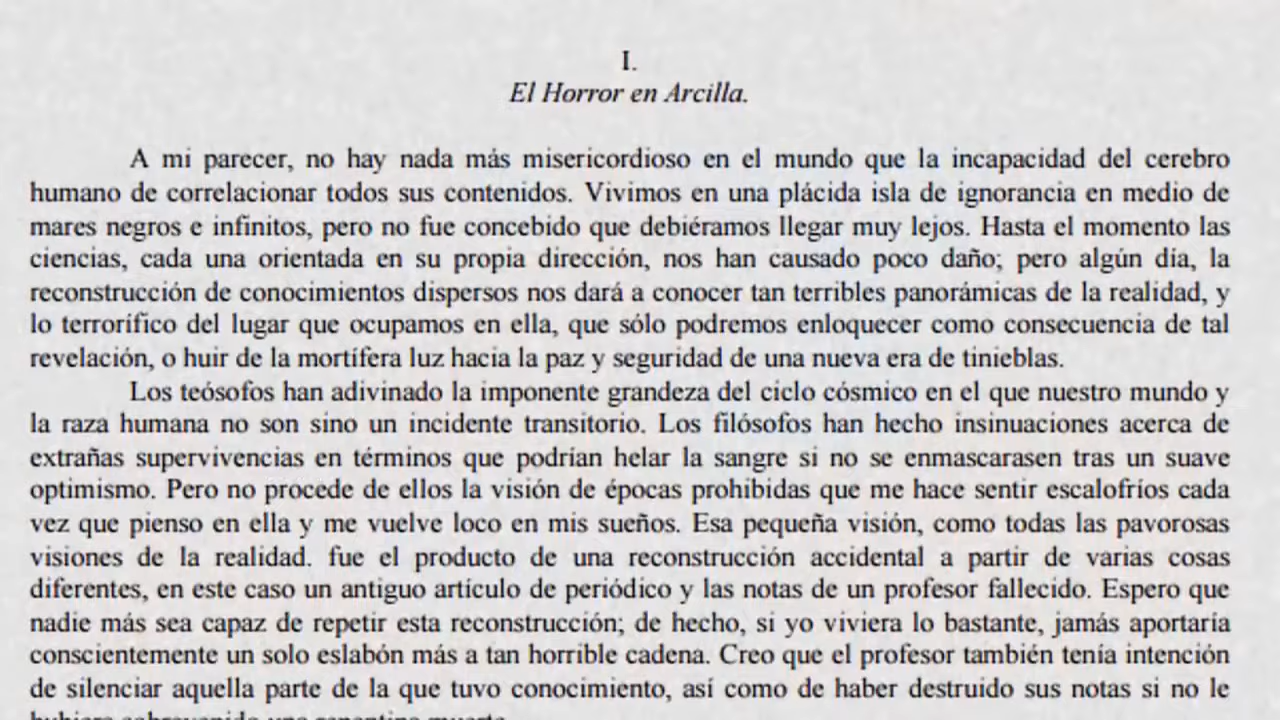 I.
El Horror en Arcilla.
A mi parecer, no hay nada más misericordioso en el mundo que la incapacidad del cerebro
humano de correlacionar todos sus contenidos. Vivimos en una plácida isla de ignorancia en medio de
mares negros e infinitos, pero no fue concebido que debiéramos llegar muy lejos. Hasta el momento las
ciencias, cada una orientada en su propia dirección, nos han causado poco daño; pero algún día, la
reconstrucción de conocimientos dispersos nos dará a conocer tan terribles panorámicas de la realidad, y
lo terrorífico del lugar que ocupamos en ella, que sólo podremos enloquecer como consecuencia de tal
revelación, o huir de la mortífera luz hacia la paz y seguridad de una nueva era de tinieblas.
Los teósofos han adivinado la imponente grandeza del ciclo cósmico en el que nuestro mundo y
la raza humana no son sino un incidente transitorio. Los filósofos han hecho insinuaciones acerca de
extrañas supervivencias en términos que podrían helar la sangre si no se enmascarasen tras un suave
optimismo. Pero no procede de ellos la visión de épocas prohibidas que me hace sentir escalofríos cada
vez que pienso en ella y me vuelve loco en mis sueños. Esa pequeña visión, como todas las pavorosas
visiones de la realidad. fue el producto de una reconstrucción accidental a partir de varias cosas
diferentes, en este caso un antiguo artículo de periódico y las notas de un profesor fallecido. Espero que
nadie más sea capaz de repetir esta reconstrucción; de hecho, si yo viviera lo bastante, jamás aportaría
conscientemente un solo eslabón más a tan horrible cadena. Creo que el profesor también tenía intención
de silenciar aquella parte de la que tuvo conocimiento, así como de haber destruido sus notas si no le